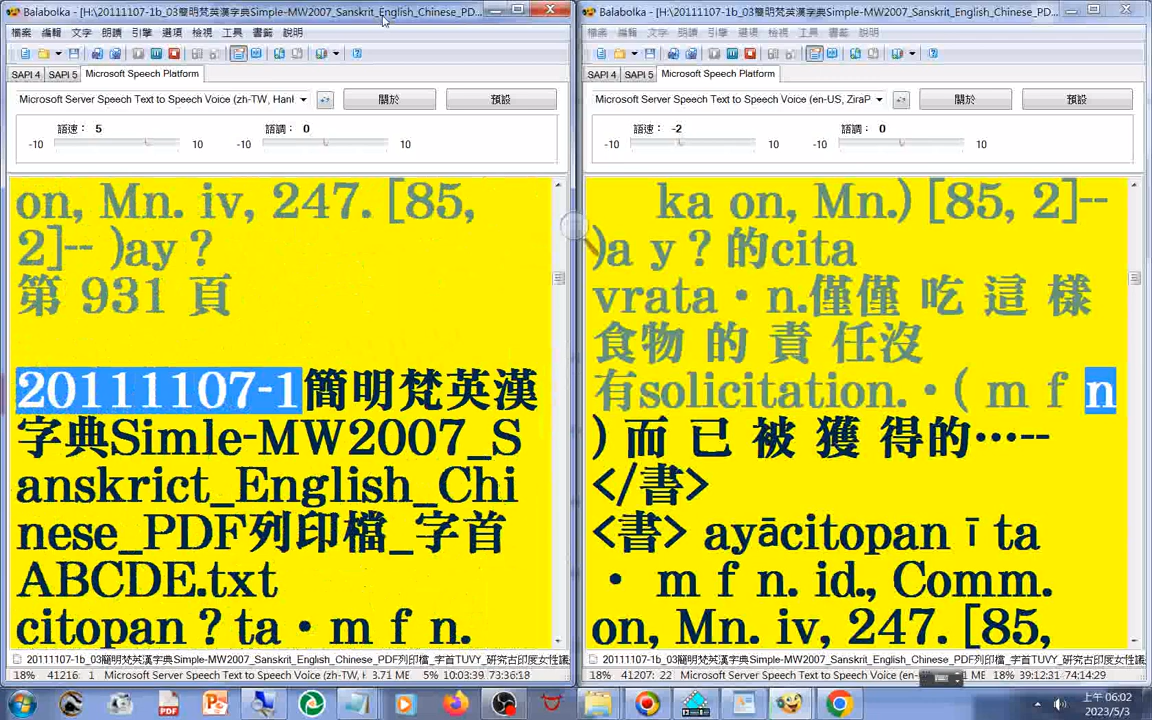 Balabolka - [H:\20111107-1b_03簡明梵英漢字典Simple-MW2007_Sanskrit_English_Chinese_PD...
檔案 編輯 文字 朗讀 引擎 選項 檢視 工具 書籤 說明
SAPI 4 SAPI 5 Microsoft Speech Platform
Microsoft Server Speech Text to Speech Voice (zh-TW, Hanl
關於 預設
語速： 5 語調： 0
-10 10 -10 10
on, Mn. iv, 247. [85,
2]-- )ay ?
第 931 頁
20111107-1簡明梵英漢
字典Simle-MW2007_S
anskrict_English_Chi
nese_PDF列印檔_字首
ABCDE.txt
citopan ? ta • m f n.
20111107-1b_03簡明梵英漢字典Simple-MW2007_Sanskrit_English_Chinese_PDF列印檔_字首TUVY_研究古印度女性議
18% 41216: 1 Microsoft Server Speech Text to Speech Voice (zh-TW, 3.71 ME 5% 10:03:39 73:36:18
Balabolka - [H:\20111107-1b_03簡明梵英漢字典Simple-MW2007_Sanskrit_English_Chinese_PD...
檔案 編輯 文字 朗讀 引擎 選項 檢視 工具 書籤 說明
SAPI 4 SAPI 5 Microsoft Speech Platform
Microsoft Server Speech Text to Speech Voice (en-US, ZiraP
關於 預設
語速： -2 語調： 0
-10 10 -10 10
ka on, Mn.) [85, 2]--
)a y ? 的cita
vrata • n.僅僅 吃 這 樣
食物 的 責 任沒
有solicitation. • ( m f n
) 而 已 被 獲 得的…--
</書>
<書> ayācitopan ī ta
• m f n. id., Comm.
on, Mn. iv, 247. [85,
20111107-1b_03簡明梵英漢字典Simple-MW2007_Sanskrit_English_Chinese_PDF列印檔_字首TUVY_研究古印度女性議
18% 41207: 22 Microsoft Server Speech Text to Speech Voice (en-US, 18% 39:12:31 74:14:29
上午 06:02
2023/5/3